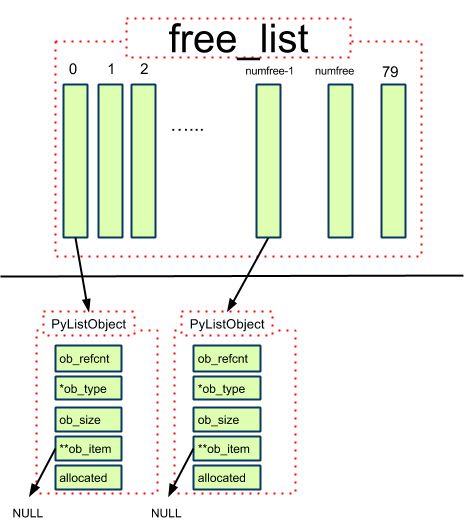 free_list
0 1 2 numfree-1 numfree 79
......
PyListObject PyListObject
ob_refcnt ob_refcnt
*ob_type *ob_type
ob_size ob_size
**ob_item **ob_item
allocated allocated
NULL NULL